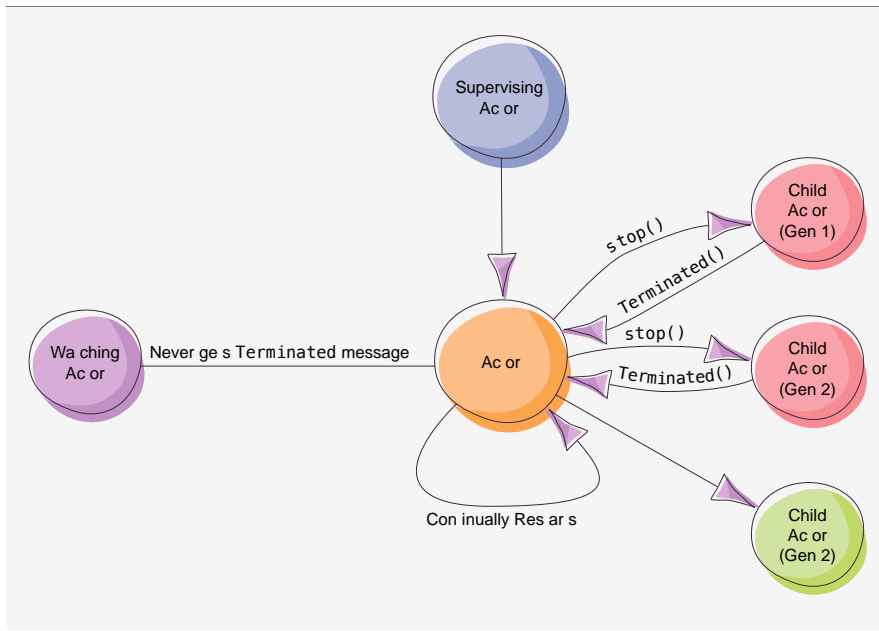 Supervising
Ac or
Child
Ac or
(Gen 1)
stop()
Terminated()
stop()
Child
Ac or
(Gen 2)
Terminated()
Wa ching
Ac or
Never ge s Terminated message
Ac or
Con inually Res ar s
Child
Ac or
(Gen 2)